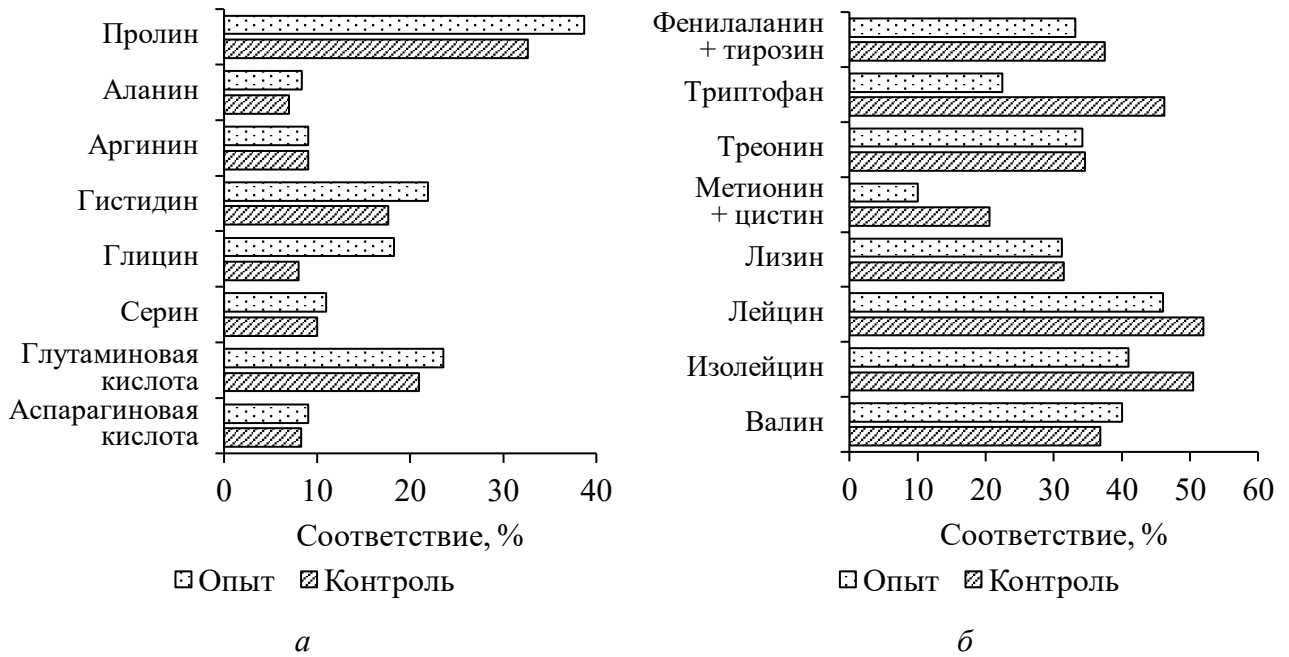 Пролин
Аланин
Аргинин
Гистидин
Глицин
Серин
Глутаминовая
кислота
Аспарагиновая
кислота
0 10 20 30 40
Соответствие, %
Опыт Контроль
а
Фенилаланин
+ тирозин
Триптофан
Треонин
Метионин
+ цистин
Лизин
Лейцин
Изолейцин
Валин
0 10 20 30 40 50 60
Соответствие, %
Опыт Контроль
б